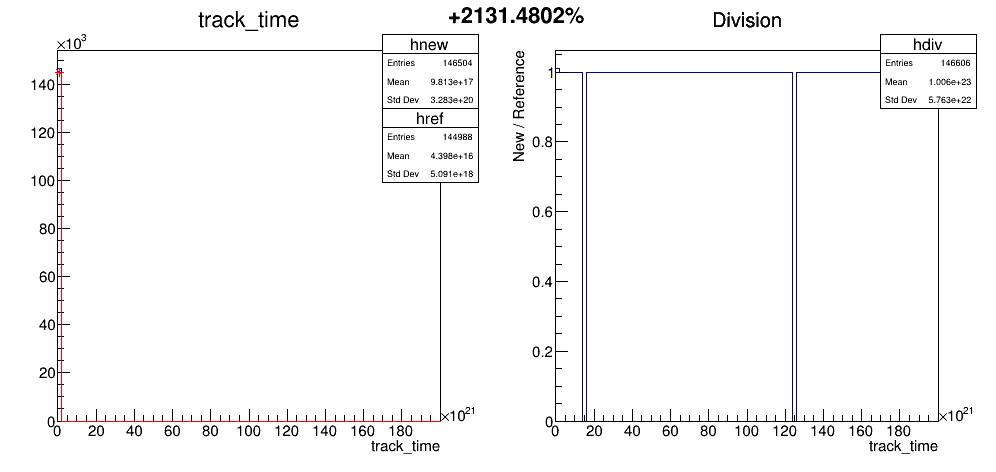 +2131.4802%
track_time
×10³
hnew
Entries 146504
Mean 9.813e+17
Std Dev 3.283e+20
href
Entries 144988
Mean 4.398e+16
Std Dev 5.091e+18
140
120
100
80
60
40
20
0
0 20 40 60 80 100 120 140 160 180
×10²¹
track_time
Division
hdiv
Entries 146606
Mean 1.006e+23
Std Dev 5.763e+22
New / Reference
1
0.8
0.6
0.4
0.2
0
0 20 40 60 80 100 120 140 160 180
×10²¹
track_time